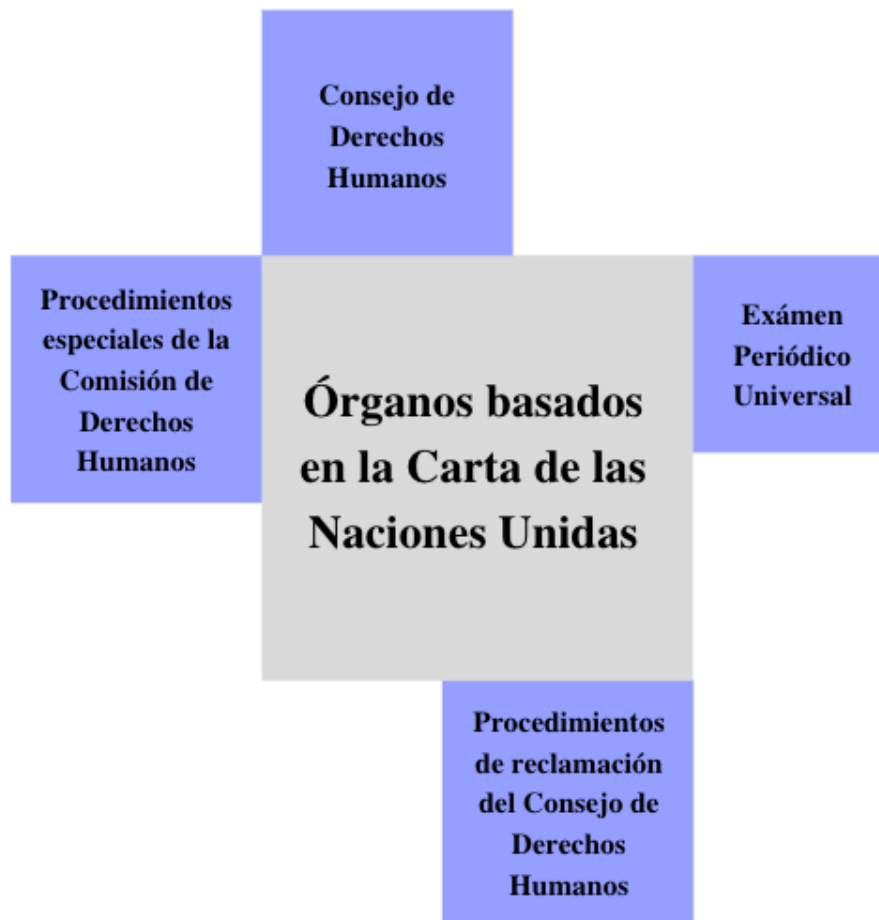 Consejo de
Derechos
Humanos
Procedimientos
especiales de la
Comisión de
Derechos
Humanos
Órganos basados
en la Carta de las
Naciones Unidas
Exámen
Periódico
Universal
Procedimientos
de reclamación
del Consejo de
Derechos
Humanos